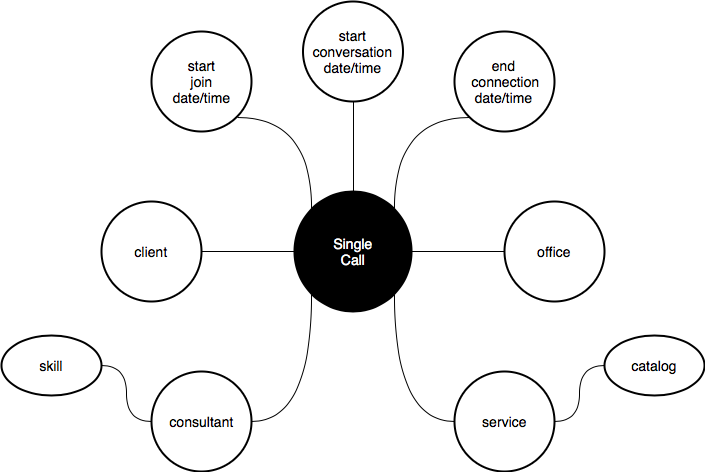 start
conversation
date/time
start
join
date/time
end
connection
date/time
client
Single
Call
office
skill
catalog
consultant
service